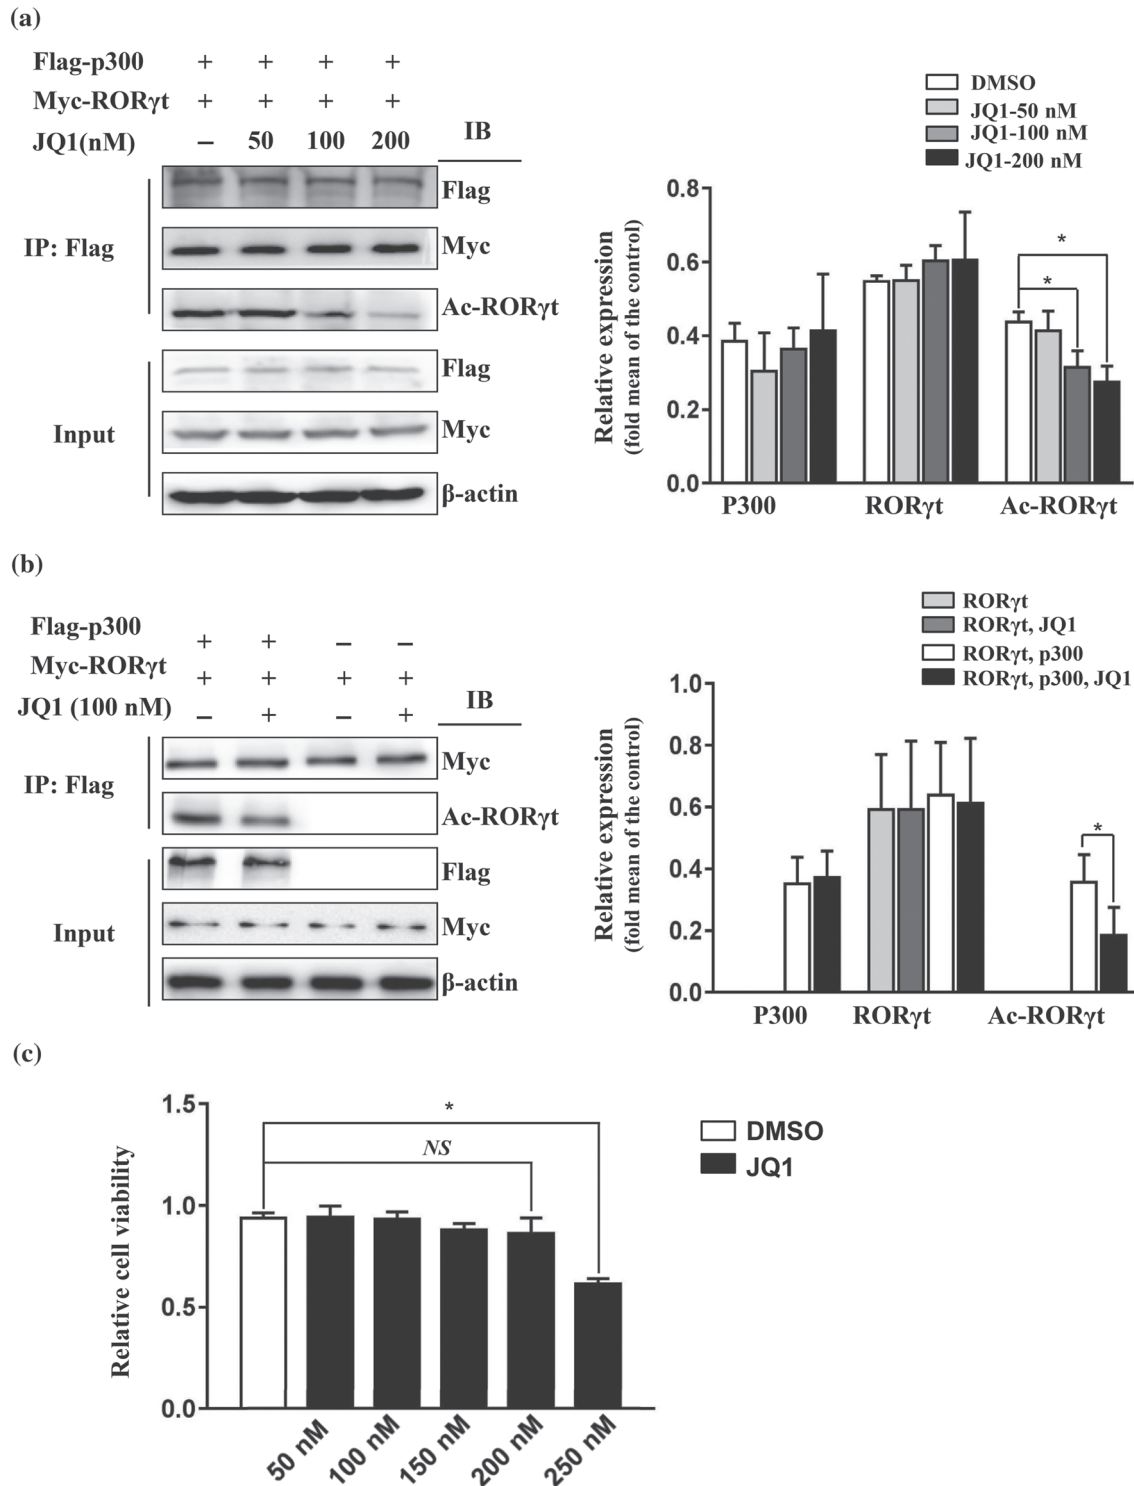 (a)
Flag-p300 + + + +
Myc-RORγt + + + +
JQ1(nM) – 50 100 200 IB
IP: Flag
Flag
Myc
Ac-RORγt
Input
Flag
Myc
β-actin
DMSO
JQ1-50 nM
JQ1-100 nM
JQ1-200 nM
Relative expression
(fold mean of the control)
0.8
0.6
0.4
0.2
0.0
* 
*
P300 RORγt Ac-RORγt
(b)
Flag-p300 + + – –
Myc-RORγt + + + +
JQ1 (100 nM) – + – + IB
IP: Flag
Myc
Ac-RORγt
Input
Flag
Myc
β-actin
RORγt
RORγt, JQ1
RORγt, p300
RORγt, p300, JQ1
Relative expression
(fold mean of the control)
1.0
0.8
0.6
0.4
0.2
0.0
*
P300 RORγt Ac-RORγt
(c)
Relative cell viability
1.5
1.0
0.5
0.0
*
NS
DMSO
JQ1
50 nM
100 nM
150 nM
200 nM
250 nM